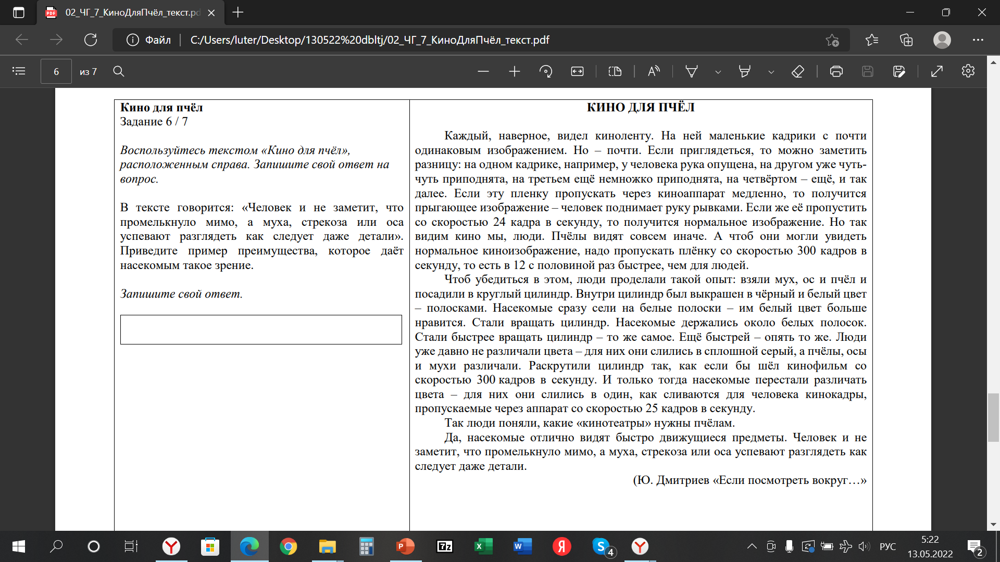 02_ЧГ_7_КиноДляПчёл_текст.pd
Файл
C:/Users/luter/Desktop/130522%20dbltj/02_ЧГ_7_КиноДляПчёл_текст.pdf
6
из 7
Кино для пчёл
Задание 6 / 7
Воспользуйтесь текстом «Кино для пчёл»,
расположенным справа. Запишите свой ответ на
вопрос.
В тексте говорится: «Человек и не заметит, что
промелькнуло мимо, а муха, стрекоза или оса
успевают разглядеть как следует даже детали».
Приведите пример преимущества, которое даёт
насекомым такое зрение.
Запишите свой ответ.
КИНО ДЛЯ ПЧЁЛ
Каждый, наверное, видел киноленту. На ней маленькие кадрики с почти
одинаковым изображением. Но – почти. Если приглядеться, то можно заметить
разницу: на одном кадрике, например, у человека рука опущена, на другом уже чуть-
чуть приподнята, на третьем ещё немножко приподнята, на четвёртом – ещё, и так
далее. Если эту пленку пропускать через киноаппарат медленно, то получится
прыгающее изображение – человек поднимает руку рывками. Если же её пропустить
со скоростью 24 кадра в секунду, то получится нормальное изображение. Но так
видим кино мы, люди. Пчёлы видят совсем иначе. А чтоб они могли увидеть
нормальное киноизображение, надо пропускать плёнку со скоростью 300 кадров в
секунду, то есть в 12 с половиной раз быстрее, чем для людей.
Чтоб убедиться в этом, люди проделали такой опыт: взяли мух, ос и пчёл и
посадили в круглый цилиндр. Внутри цилиндр был выкрашен в чёрный и белый цвет
– полосками. Насекомые сразу сели на белые полоски – им белый цвет больше
нравится. Стали вращать цилиндр. Насекомые держались около белых полосок.
Стали быстрее вращать цилиндр – то же самое. Ещё быстрей – опять то же. Люди
уже давно не различали цвета – для них они слились в сплошной серый, а пчёлы, осы
и мухи различали. Раскрутили цилиндр так, как если бы шёл кинофильм со
скоростью 300 кадров в секунду. И только тогда насекомые перестали различать
цвета – для них они слились в один, как сливаются для человека кинокадры,
пропускаемые через аппарат со скоростью 25 кадров в секунду.
Так люди поняли, какие «кинотеатры» нужны пчёлам.
Да, насекомые отлично видят быстро движущиеся предметы. Человек и не
заметит, что промелькнуло мимо, а муха, стрекоза или оса успевают разглядеть как
следует даже детали.
(Ю. Дмитриев «Если посмотреть вокруг…»
4
РУС
5:22
13.05.2022
2